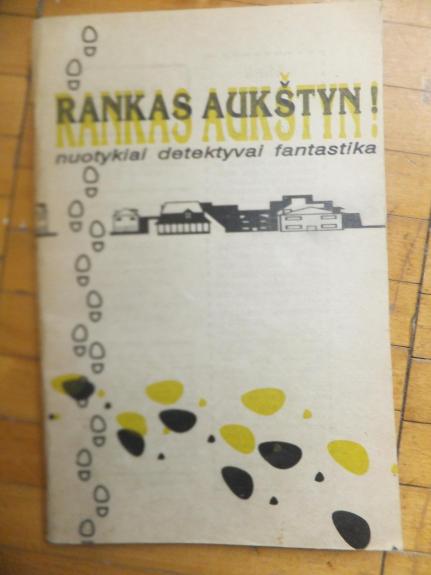 RANKAS AUKŠTYN!
nuotykiai detektyvai fantastika